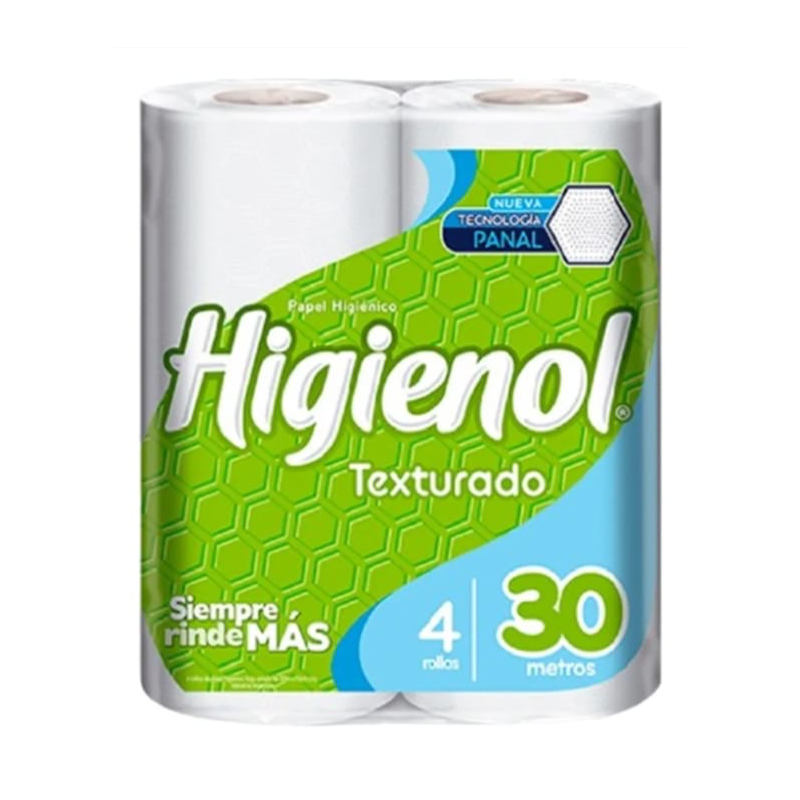 NUEVA
TECNOLOGÍA
PANAL
Papel Higiénico
Higienol®
Texturado
Siempre
rinde MÁS
4
rollos
30
metros